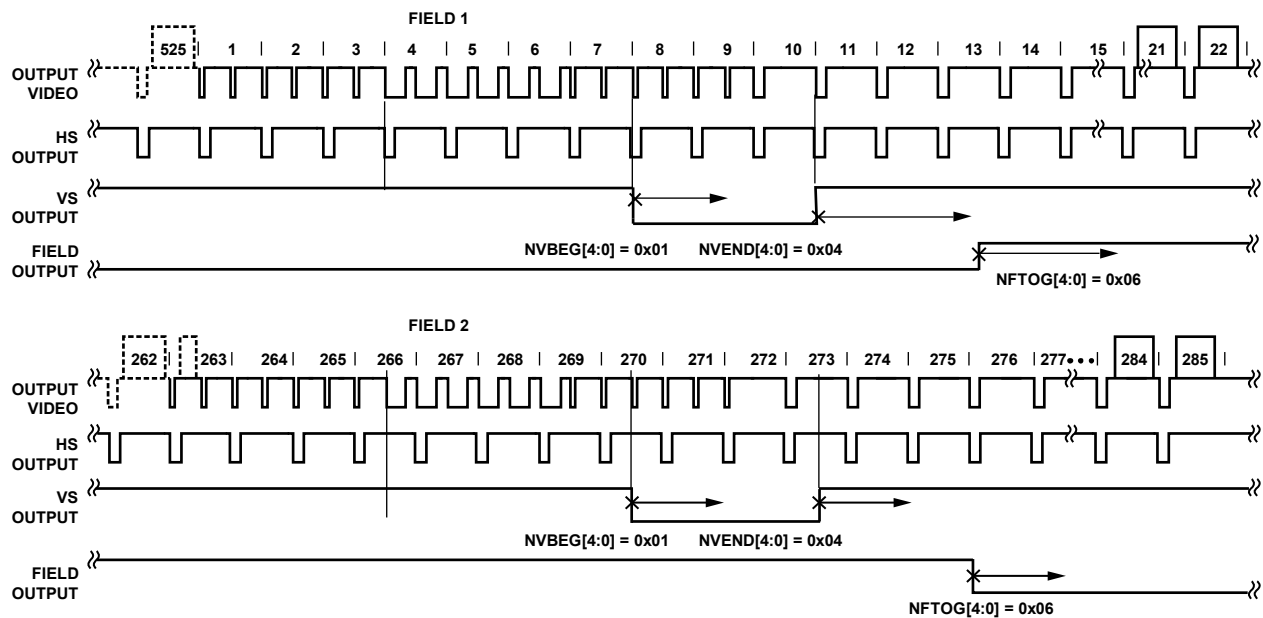 FIELD 1
525 1 2 3 4 5 6 7 8 9 10 11 12 13 14 15 21 22
OUTPUT
VIDEO
HS
OUTPUT
VS
OUTPUT
NVBEG[4:0] = 0x01 NVEND[4:0] = 0x04
FIELD
OUTPUT
NFTOG[4:0] = 0x06
FIELD 2
262 263 264 265 266 267 268 269 270 271 272 273 274 275 276 277 284 285
OUTPUT
VIDEO
HS
OUTPUT
VS
OUTPUT
NVBEG[4:0] = 0x01 NVEND[4:0] = 0x04
FIELD
OUTPUT
NFTOG[4:0] = 0x06